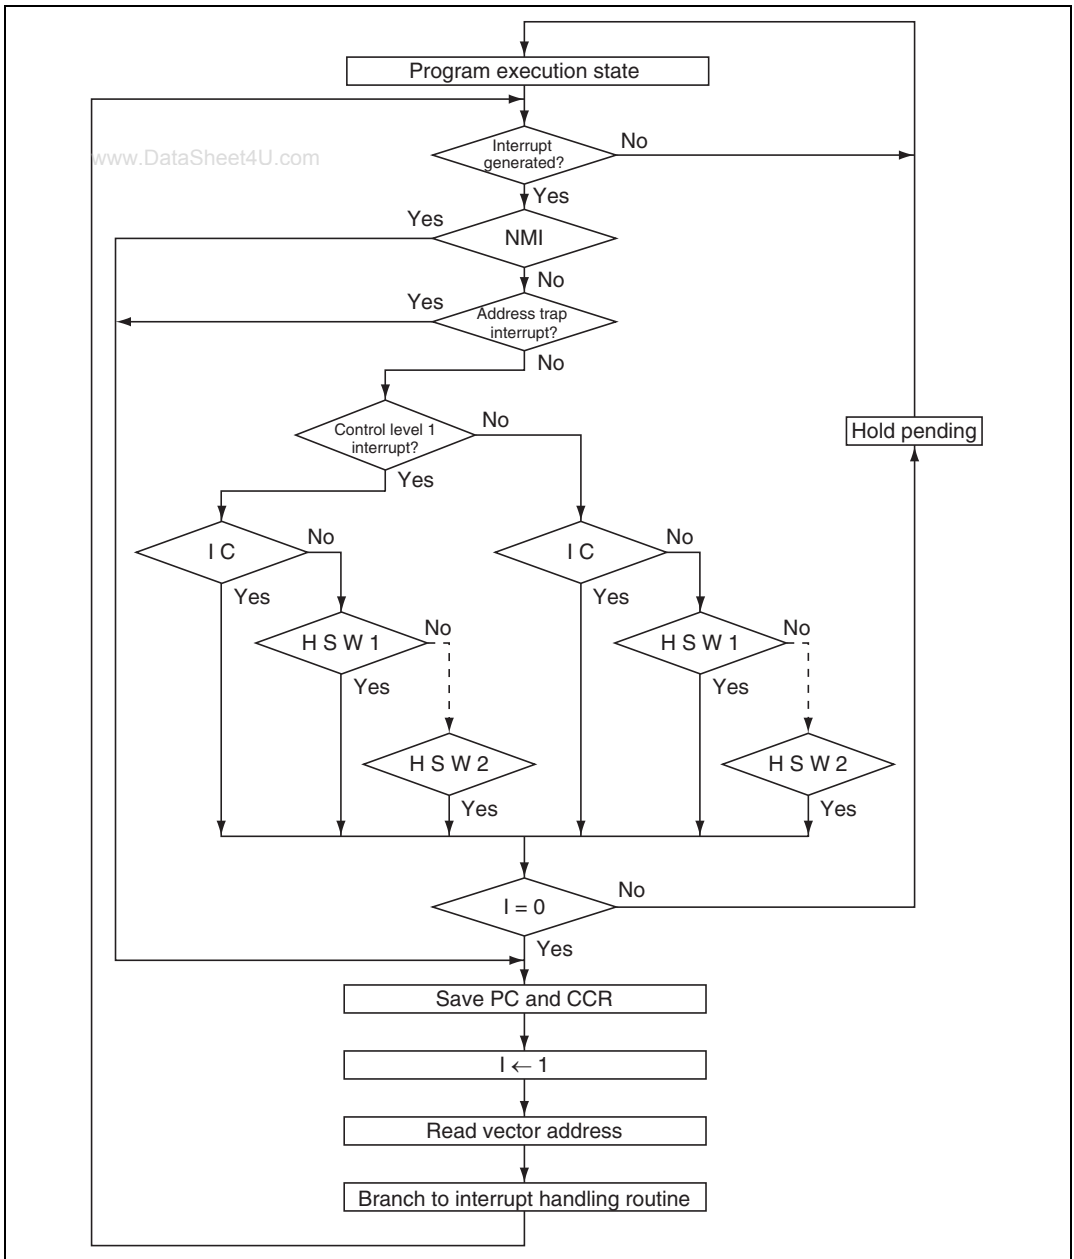 Program execution state
www.DataSheet4U.com
Interrupt
generated?
No
Yes
Yes
NMI
No
Yes
Address trap
interrupt?
No
Control level 1
interrupt?
No
Hold pending
Yes
I C
No
I C
No
Yes
Yes
H S W 1
No
H S W 1
No
Yes
Yes
H S W 2
H S W 2
Yes
Yes
I = 0
No
Yes
Save PC and CCR
I ← 1
Read vector address
Branch to interrupt handling routine